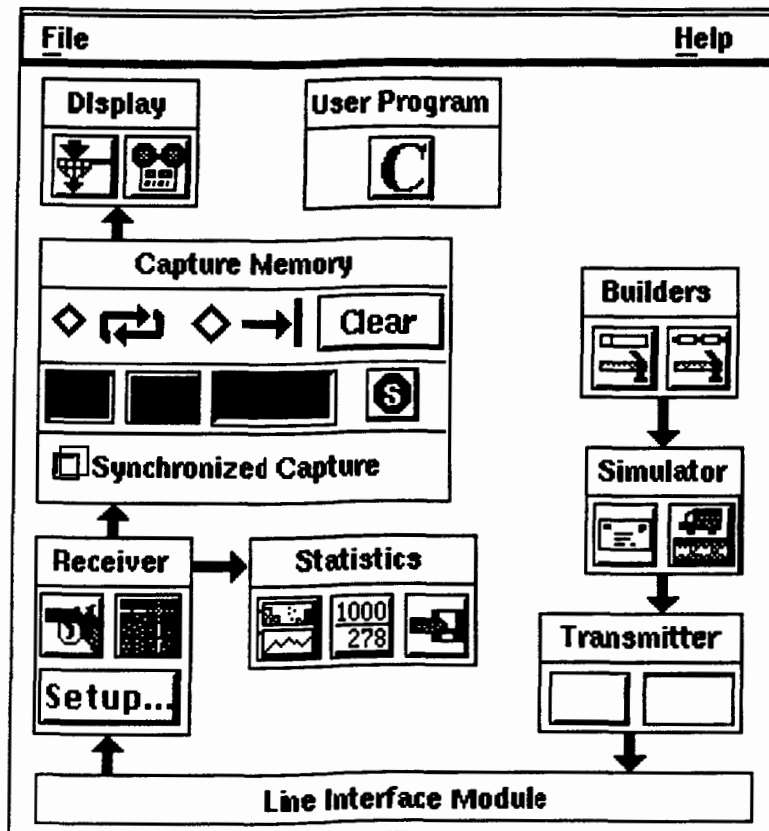 File Help
Display
User Program
C
Capture Memory
Clear
S
Synchronized Capture
Builders
Simulator
Receiver
Statistics
1000
278
Setup...
Transmitter
Line Interface Module